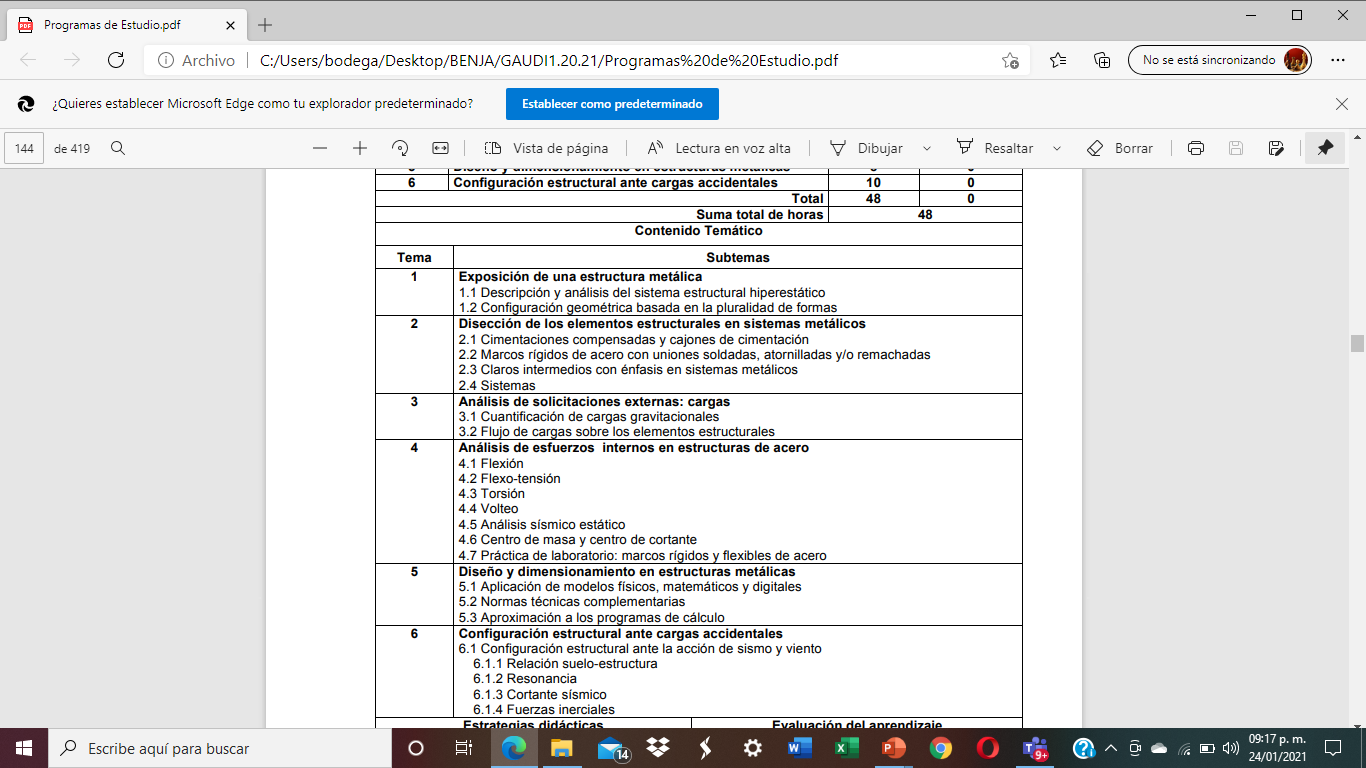 Programas de Estudio.pdf
Archivo C:/Users/bodega/Desktop/BENJA/GAUDI1.20.21/Programas%20de%20Estudio.pdf No se está sincronizando
¿Quieres establecer Microsoft Edge como tu explorador predeterminado? Establecer como predeterminado
144 de 419 Vista de página Lectura en voz alta Dibujar Resaltar Borrar
5 Diseño y dimensionamiento en estructuras metálicas
6 Configuración estructural ante cargas accidentales 10 0
Total 48 0
Suma total de horas 48
Contenido Temático
Tema Subtemas
1 Exposición de una estructura metálica
1.1 Descripción y análisis del sistema estructural hiperestático
1.2 Configuración geométrica basada en la pluralidad de formas
2 Disección de los elementos estructurales en sistemas metálicos
2.1 Cimentaciones compensadas y cajones de cimentación
2.2 Marcos rígidos de acero con uniones soldadas, atornilladas y/o remachadas
2.3 Claros intermedios con énfasis en sistemas metálicos
2.4 Sistemas
3 Análisis de solicitaciones externas: cargas
3.1 Cuantificación de cargas gravitacionales
3.2 Flujo de cargas sobre los elementos estructurales
4 Análisis de esfuerzos  internos en estructuras de acero
4.1 Flexión
4.2 Flexo-tensión
4.3 Torsión
4.4 Volteo
4.5 Análisis sísmico estático
4.6 Centro de masa y centro de cortante
4.7 Práctica de laboratorio: marcos rígidos y flexibles de acero
5 Diseño y dimensionamiento en estructuras metálicas
5.1 Aplicación de modelos físicos, matemáticos y digitales
5.2 Normas técnicas complementarias
5.3 Aproximación a los programas de cálculo
6 Configuración estructural ante cargas accidentales
6.1 Configuración estructural ante la acción de sismo y viento
6.1.1 Relación suelo-estructura
6.1.2 Resonancia
6.1.3 Cortante sísmico
6.1.4 Fuerzas inerciales
Estrategias didácticas Evaluación del aprendizaje
Escribe aquí para buscar 14 9+ 09:17 p. m.
24/01/2021